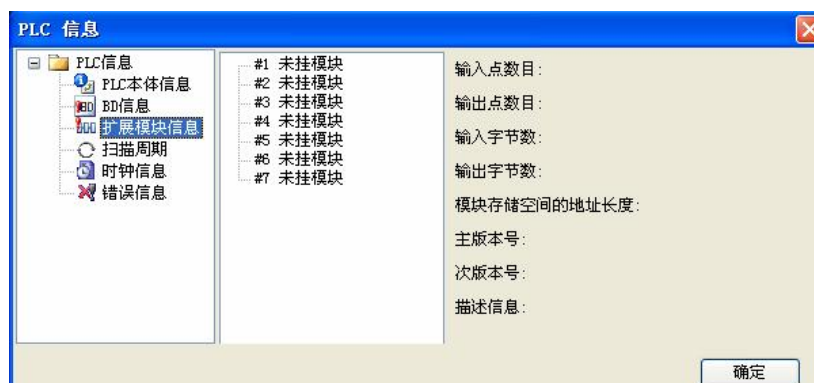 PLC 信息
PLC信息
PLC本体信息
BD信息
扩展模块信息
扫描周期
时钟信息
错误信息
#1 未挂模块
#2 未挂模块
#3 未挂模块
#4 未挂模块
#5 未挂模块
#6 未挂模块
#7 未挂模块
输入点数目:
输出点数目:
输入字节数:
输出字节数:
模块存储空间的地址长度:
主版本号:
次版本号:
描述信息:
确定